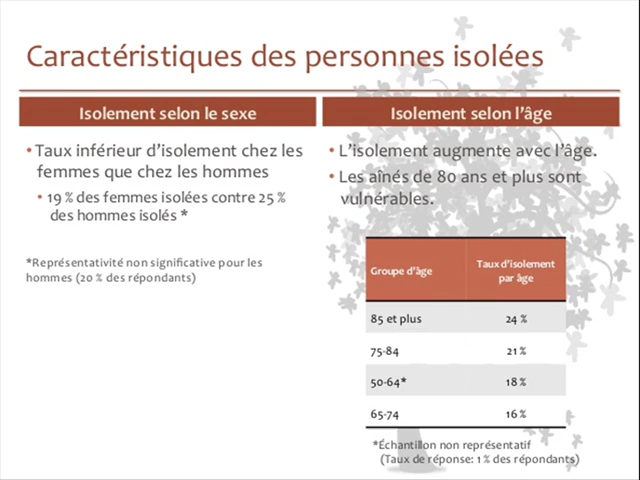 Caractéristiques des personnes isolées
Isolement selon le sexe
• Taux inférieur d'isolement chez les
femmes que chez les hommes
• 19 % des femmes isolées contre 25 %
des hommes isolés *
*Représentativité non significative pour les
hommes (20 % des répondants)
Isolement selon l'âge
• L'isolement augmente avec l'âge.
• Les aînés de 80 ans et plus sont
vulnérables.
Groupe d'âge
Taux d'isolement
par âge
85 et plus 24 %
75-84 21 %
50-64* 18 %
65-74 16 %
*Échantillon non représentatif
(Taux de réponse: 1 % des répondants)